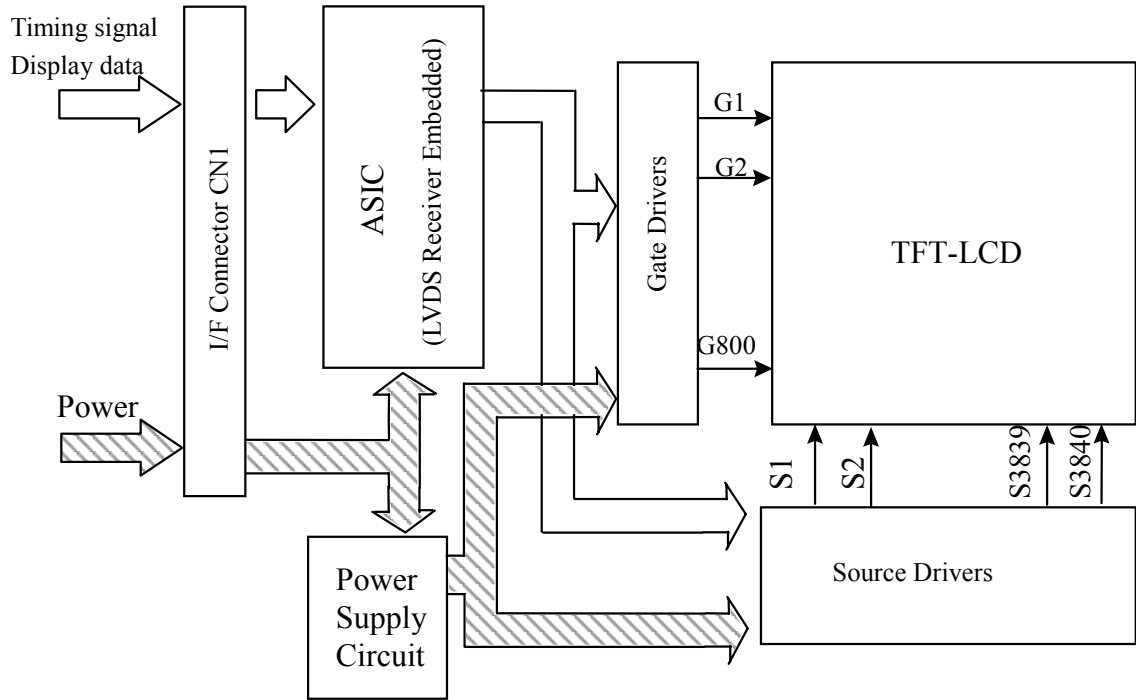 Timing signal
Display data
Power
I/F Connector CN1
ASIC
(LVDS Receiver Embedded)
Power
Supply
Circuit
Gate Drivers
G1
G2
G800
TFT-LCD
S1
S2
S3839
S3840
Source Drivers